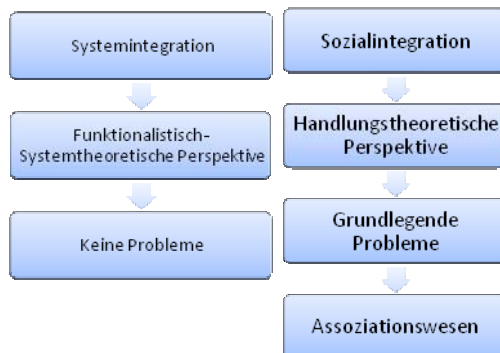 Systemintegration
Funktionalistisch-
Systemtheoretische Perspektive
Keine Probleme
Sozialintegration
Handlungstheoretische
Perspektive
Grundlegende
Probleme
Assoziationswesen